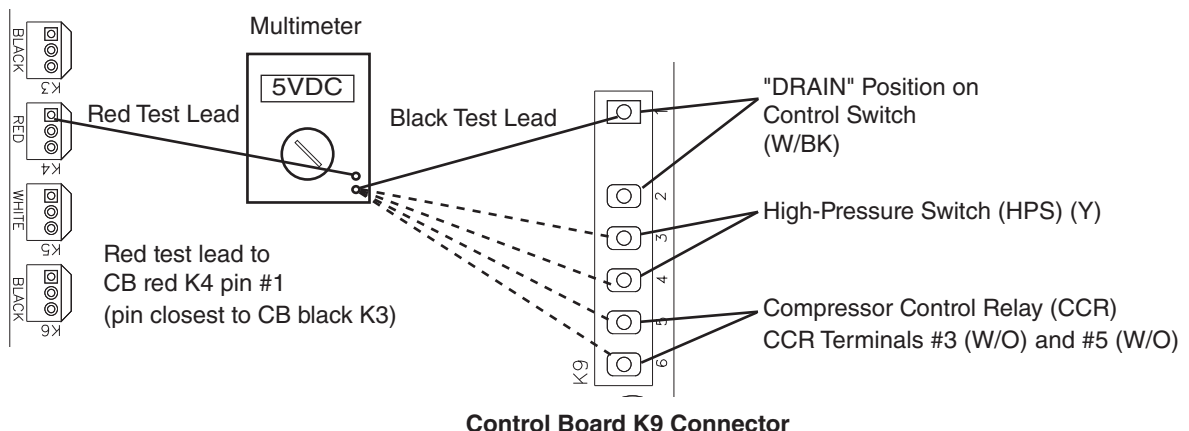 Multimeter
5VDC
Red Test Lead
Black Test Lead
BLACK
K3
RED
K4
WHITE
K5
BLACK
K6
Red test lead to
CB red K4 pin #1
(pin closest to CB black K3)
1
2
3
4
5
6
K9
"DRAIN" Position on
Control Switch
(W/BK)
High-Pressure Switch (HPS) (Y)
Compressor Control Relay (CCR)
CCR Terminals #3 (W/O) and #5 (W/O)
Control Board K9 Connector